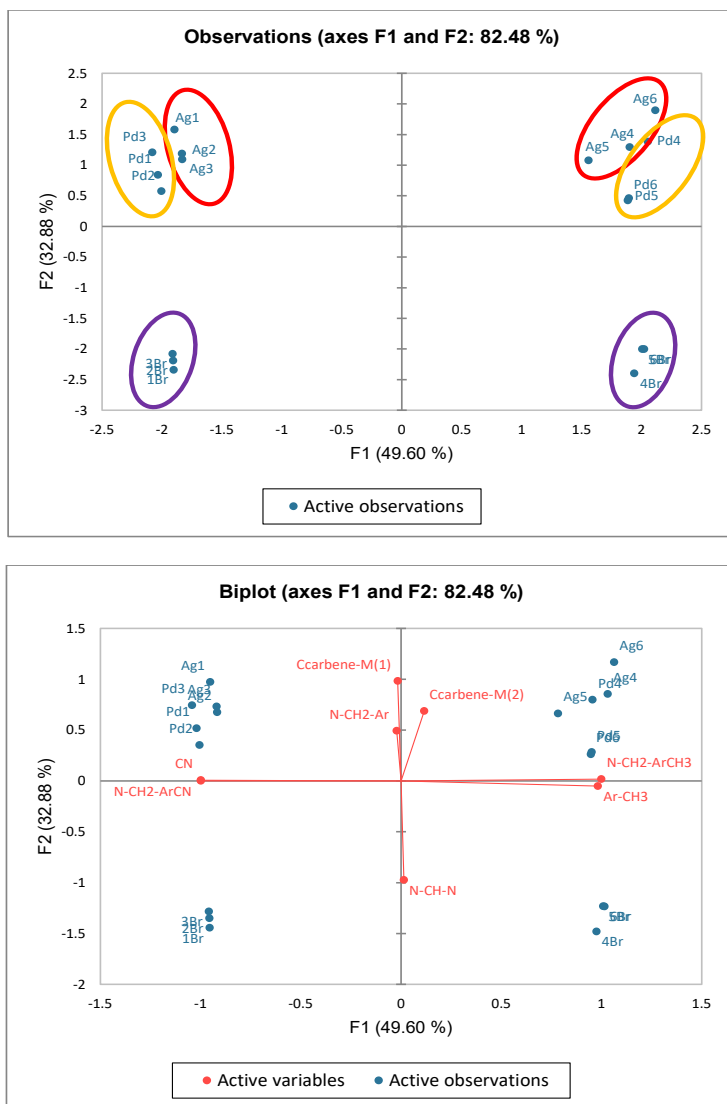 Observations (axes F1 and F2: 82.48 %)
2.5
2
1.5
1
0.5
0
-0.5
-1
-1.5
-2
-2.5
-3
F2 (32.88 %)
Ag1
Ag2
Ag3
Pd3
Pd1
Pd2
Ag6
Ag4
Pd4
Ag5
Pd6
Pd5
3Br
2Br
1Br
6Br
4Br
-2.5 -2 -1.5 -1 -0.5 0 0.5 1 1.5 2 2.5
F1 (49.60 %)
Active observations
Biplot (axes F1 and F2: 82.48 %)
1.5
1
0.5
0
-0.5
-1
-1.5
-2
F2 (32.88 %)
Ag1
Pd3 Ag3
Ag2
Pd1
Pd2
CN
N-CH2-ArCN
Ccarbene-M(1)
Ccarbene-M(2)
N-CH2-Ar
Ag6
Pd4 Ag4
Ag5
N-CH2-ArCH3
Ar-CH3
N-CH-N
3Br
2Br
1Br
4Br
-1.5 -1 -0.5 0 0.5 1 1.5
F1 (49.60 %)
Active variables Active observations